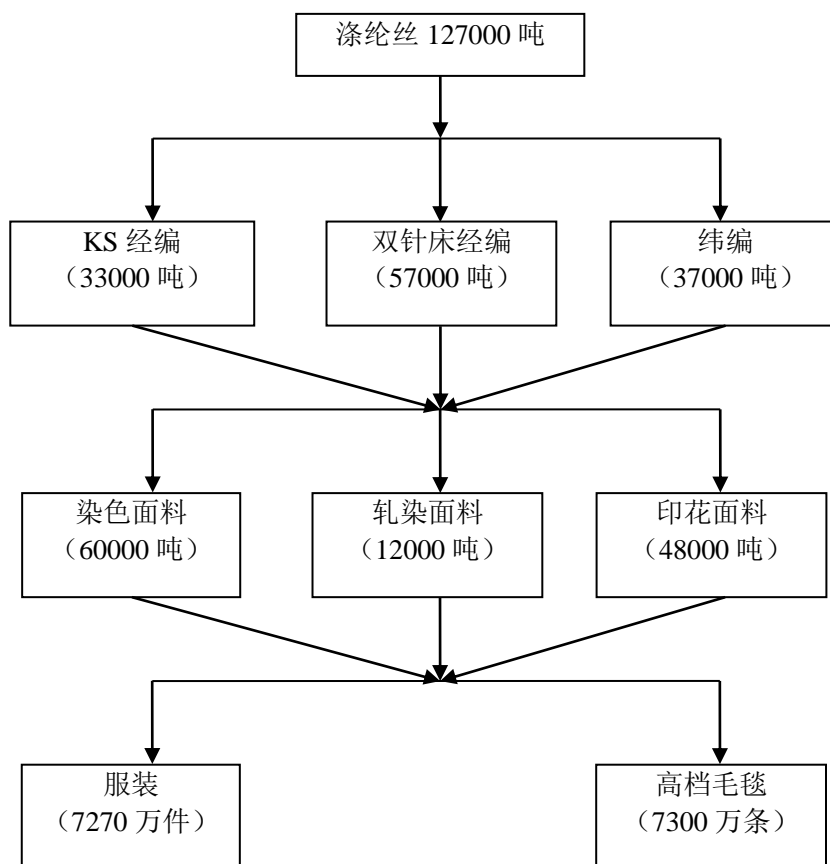 涤纶丝 127000 吨
KS 经编
（33000 吨）
双针床经编
（57000 吨）
纬编
（37000 吨）
染色面料
（60000 吨）
轧染面料
（12000 吨）
印花面料
（48000 吨）
服装
（7270 万件）
高档毛毯
（7300 万条）